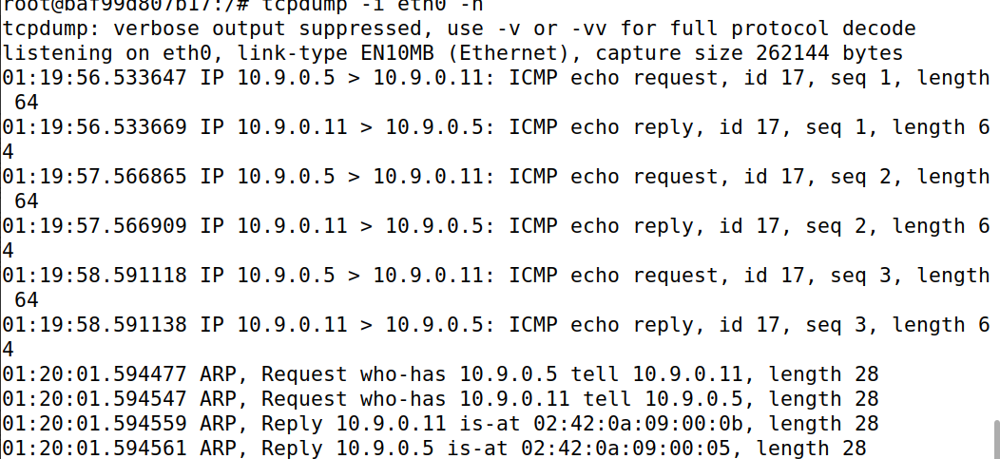 root@baf99d807b17:/# tcpdump -i eth0 -n
tcpdump: verbose output suppressed, use -v or -vv for full protocol decode
listening on eth0, link-type EN10MB (Ethernet), capture size 262144 bytes
01:19:56.533647 IP 10.9.0.5 > 10.9.0.11: ICMP echo request, id 17, seq 1, length
 64
01:19:56.533669 IP 10.9.0.11 > 10.9.0.5: ICMP echo reply, id 17, seq 1, length 6
4
01:19:57.566865 IP 10.9.0.5 > 10.9.0.11: ICMP echo request, id 17, seq 2, length
 64
01:19:57.566909 IP 10.9.0.11 > 10.9.0.5: ICMP echo reply, id 17, seq 2, length 6
4
01:19:58.591118 IP 10.9.0.5 > 10.9.0.11: ICMP echo request, id 17, seq 3, length
 64
01:19:58.591138 IP 10.9.0.11 > 10.9.0.5: ICMP echo reply, id 17, seq 3, length 6
4
01:20:01.594477 ARP, Request who-has 10.9.0.5 tell 10.9.0.11, length 28
01:20:01.594547 ARP, Request who-has 10.9.0.11 tell 10.9.0.5, length 28
01:20:01.594559 ARP, Reply 10.9.0.11 is-at 02:42:0a:09:00:0b, length 28
01:20:01.594561 ARP, Reply 10.9.0.5 is-at 02:42:0a:09:00:05, length 28